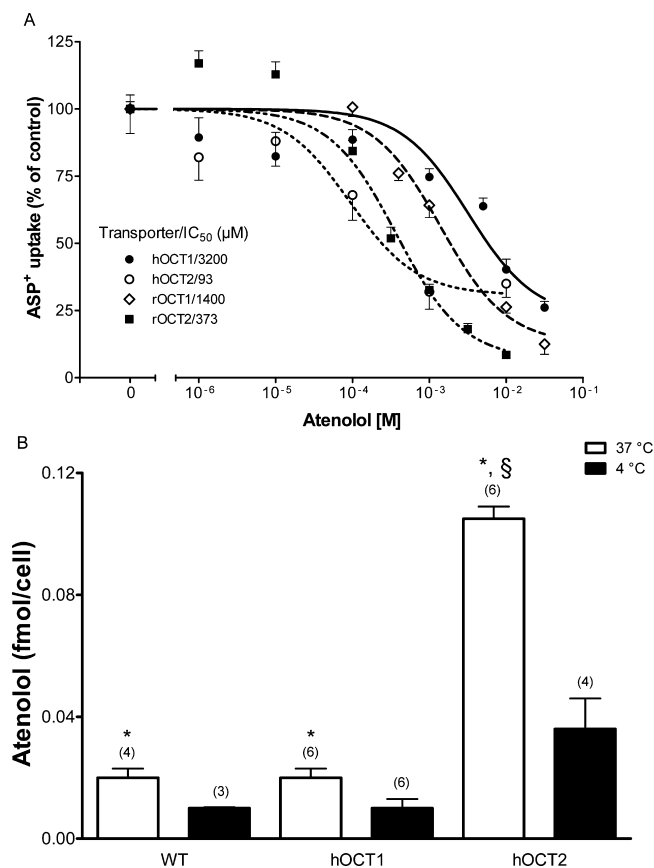 A
125
100
75
50
25
0
ASP⁺ uptake (% of control)
Transporter/IC₅₀ (µM)
hOCT1/3200
hOCT2/93
rOCT1/1400
rOCT2/373
0 10⁻⁶ 10⁻⁵ 10⁻⁴ 10⁻³ 10⁻² 10⁻¹
Atenolol [M]
B
37 °C
4 °C
0.12
0.08
0.04
0.00
Atenolol (fmol/cell)
*
(4)
(3)
*
(6)
(6)
*, §
(6)
(4)
WT hOCT1 hOCT2